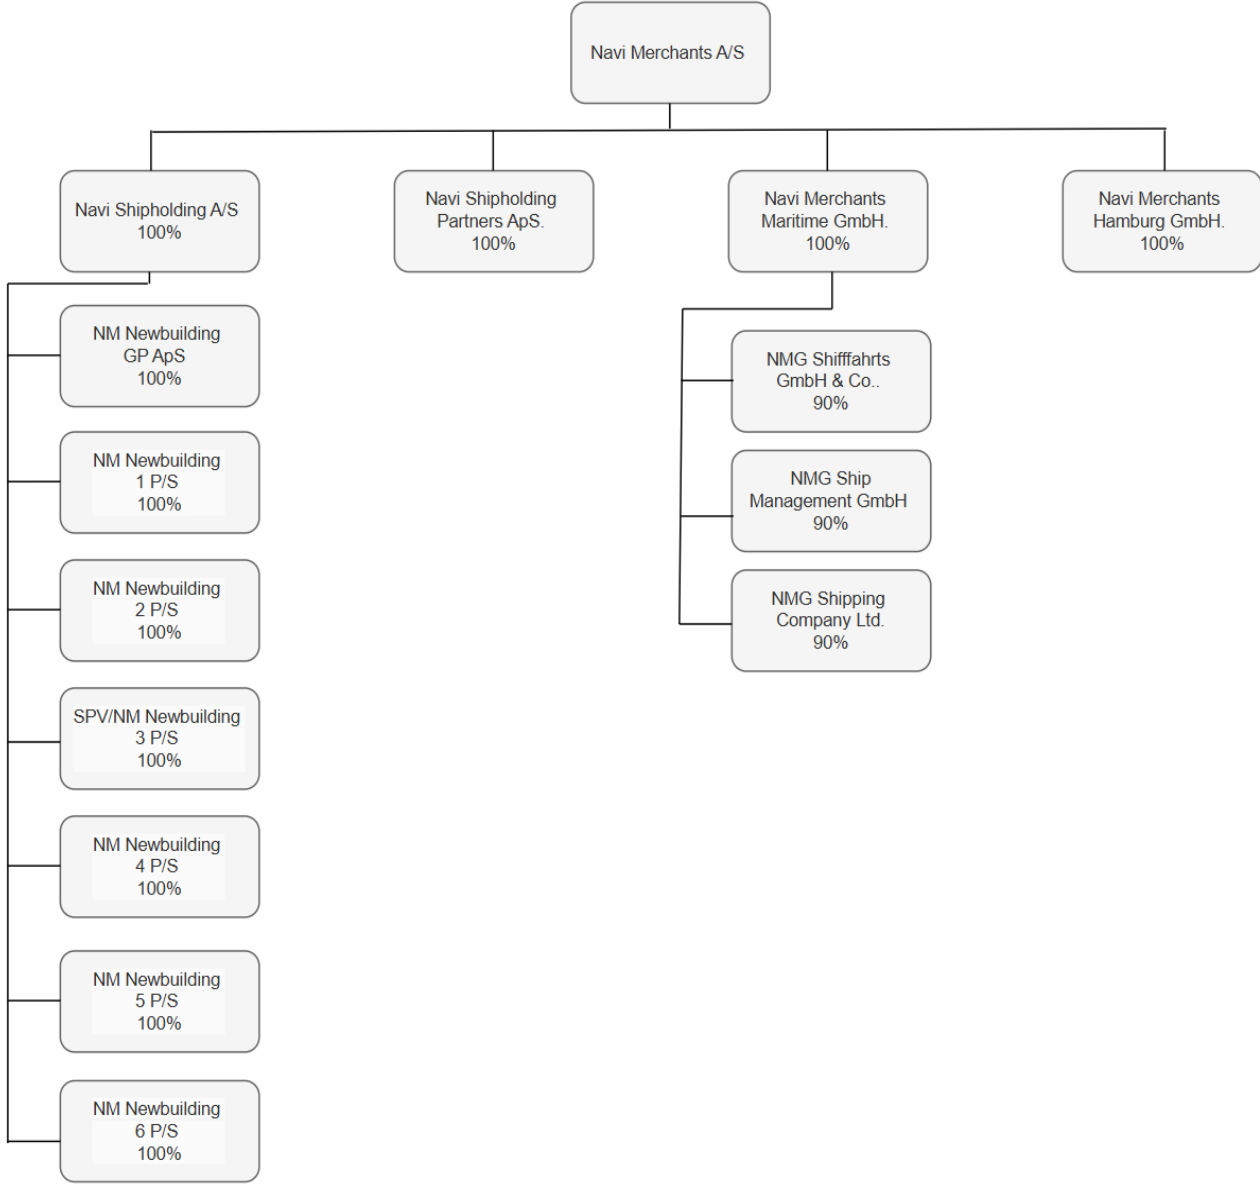 Navi Merchants A/S
Navi Shipholding A/S
100%
Navi Shipholding
Partners ApS.
100%
Navi Merchants
Maritime GmbH.
100%
Navi Merchants
Hamburg GmbH.
100%
NM Newbuilding
GP ApS
100%
NM Newbuilding
1 P/S
100%
NM Newbuilding
2 P/S
100%
SPV/NM Newbuilding
3 P/S
100%
NM Newbuilding
4 P/S
100%
NM Newbuilding
5 P/S
100%
NM Newbuilding
6 P/S
100%
NMG Shifffahrts
GmbH & Co..
90%
NMG Ship
Management GmbH
90%
NMG Shipping
Company Ltd.
90%